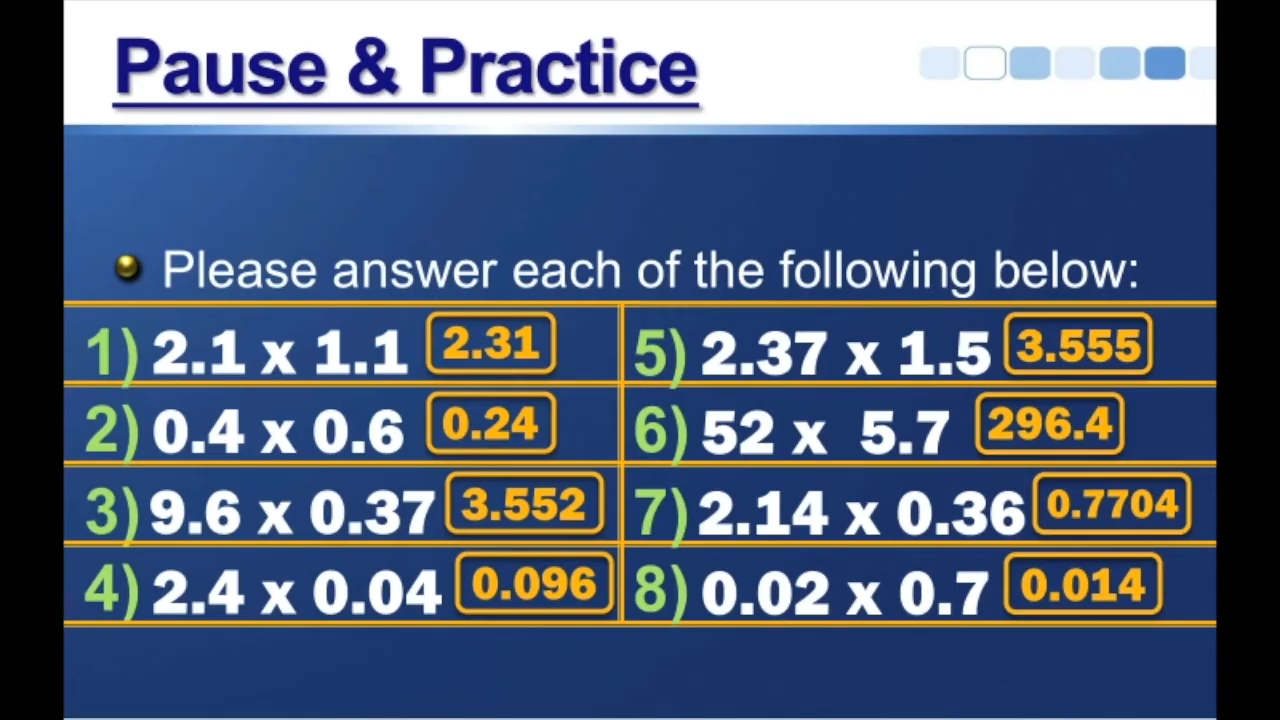 Pause & Practice
Please answer each of the following below:
1) 2.1 x 1.1 2.31
2) 0.4 x 0.6 0.24
3) 9.6 x 0.37 3.552
4) 2.4 x 0.04 0.096
5) 2.37 x 1.5 3.555
6) 52 x 5.7 296.4
7) 2.14 x 0.36 0.7704
8) 0.02 x 0.7 0.014